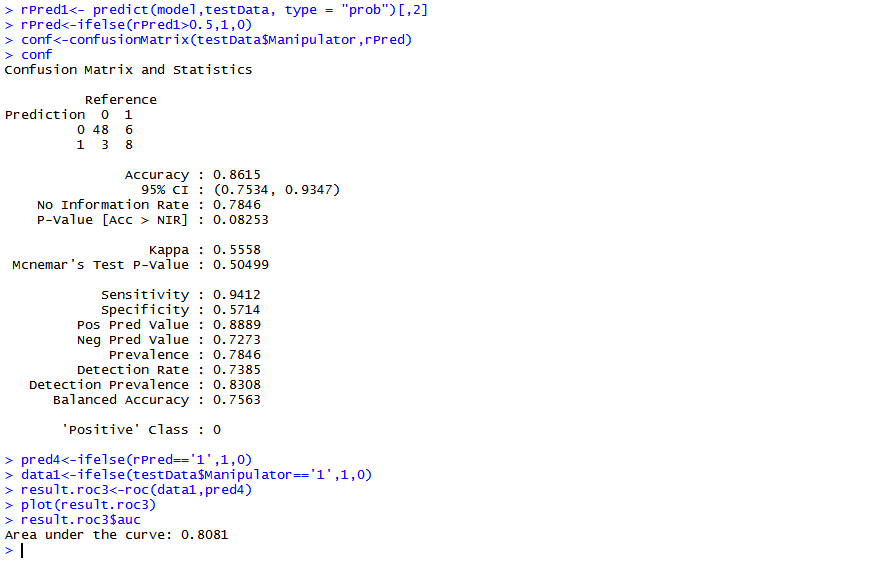 > rPred1<- predict(model,testData, type = "prob")[,2]
> rPred<-ifelse(rPred1>0.5,1,0)
> conf<-confusionMatrix(testData$Manipulator,rPred)
> conf
Confusion Matrix and Statistics
Reference
Prediction 0 1
0 48 6
1 3 8
Accuracy : 0.8615
95% CI : (0.7534, 0.9347)
No Information Rate : 0.7846
P-Value [Acc > NIR] : 0.08253
Kappa : 0.5558
Mcnemar's Test P-Value : 0.50499
Sensitivity : 0.9412
Specificity : 0.5714
Pos Pred Value : 0.8889
Neg Pred Value : 0.7273
Prevalence : 0.7846
Detection Rate : 0.7385
Detection Prevalence : 0.8308
Balanced Accuracy : 0.7563
'Positive' Class : 0
> pred4<-ifelse(rPred=='1',1,0)
> data1<-ifelse(testData$Manipulator=='1',1,0)
> result.roc3<-roc(data1,pred4)
> plot(result.roc3)
> result.roc3$auc
Area under the curve: 0.8081
>